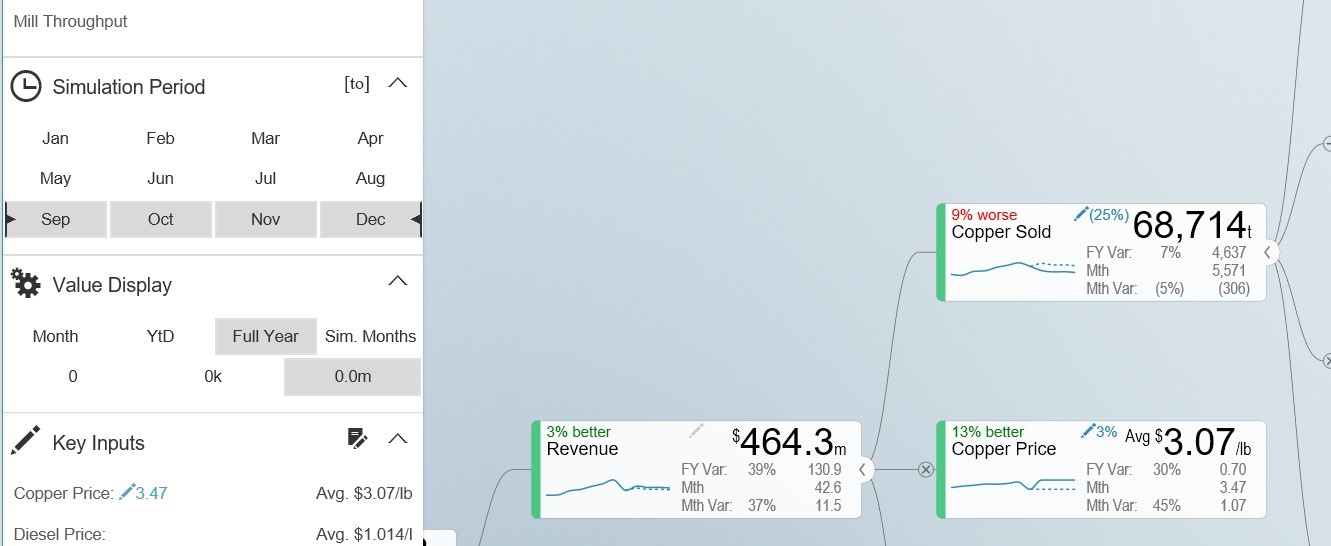 Mill Throughput
Simulation Period [to]
Jan Feb Mar Apr
May Jun Jul Aug
Sep Oct Nov Dec
Value Display
Month YtD Full Year Sim. Months
0 0k 0.0m
Key Inputs
Copper Price: 3.47 Avg. $3.07/lb
Diesel Price: Avg. $1.014/l
9% worse (25%) 68,714t
Copper Sold
FY Var: 7% 4,637
Mth 5,571
Mth Var: (5%) (306)
3% better $464.3m
Revenue
FY Var: 39% 130.9
Mth 42.6
Mth Var: 37% 11.5
13% better 3% Avg $3.07/lb
Copper Price
FY Var: 30% 0.70
Mth 3.47
Mth Var: 45% 1.07